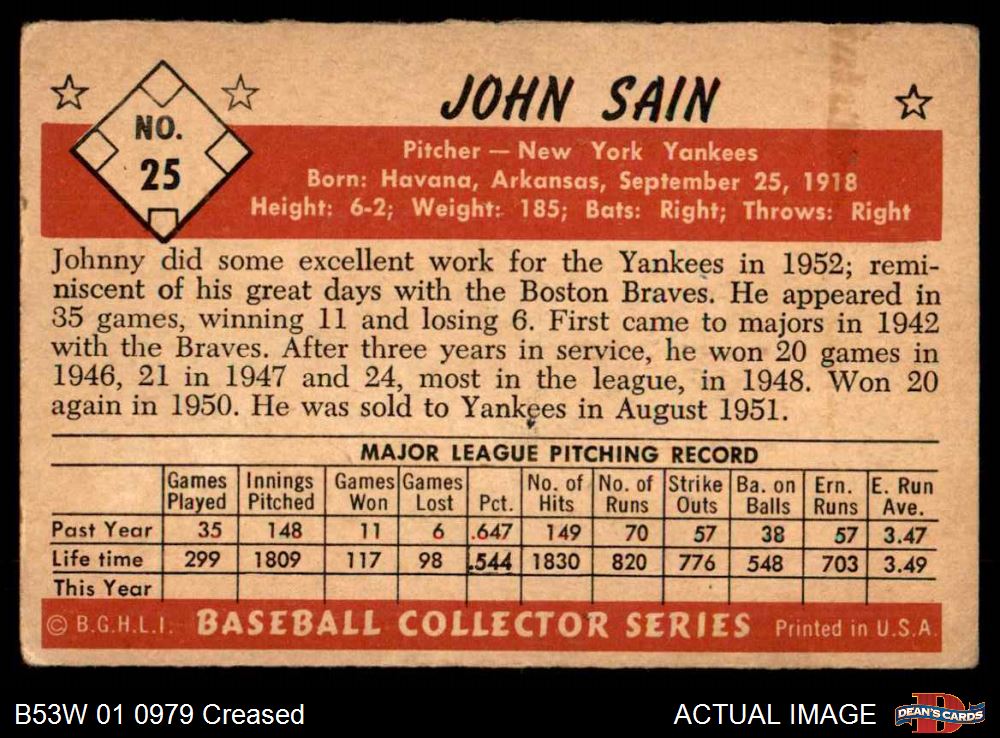 JOHN SAIN
NO.
25
Pitcher — New York Yankees
Born: Havana, Arkansas, September 25, 1918
Height: 6-2; Weight: 185; Bats: Right; Throws: Right
Johnny did some excellent work for the Yankees in 1952; remi-
niscent of his great days with the Boston Braves. He appeared in
35 games, winning 11 and losing 6. First came to majors in 1942
with the Braves. After three years in service, he won 20 games in
1946, 21 in 1947 and 24, most in the league, in 1948. Won 20
again in 1950. He was sold to Yankees in August 1951.
MAJOR LEAGUE PITCHING RECORD
Games Played Innings Pitched Games Won Games Lost Pct. No. of Hits No. of Runs Strike Outs Ba. on Balls Ern. Runs E. Run Ave.
Past Year 35 148 11 6 .647 149 70 57 38 57 3.47
Life time 299 1809 117 98 .544 1830 820 776 548 703 3.49
This Year
© B.G.H.L.I. BASEBALL COLLECTOR SERIES Printed in U.S.A.
B53W 01 0979 Creased ACTUAL IMAGE DEAN'S CARDS